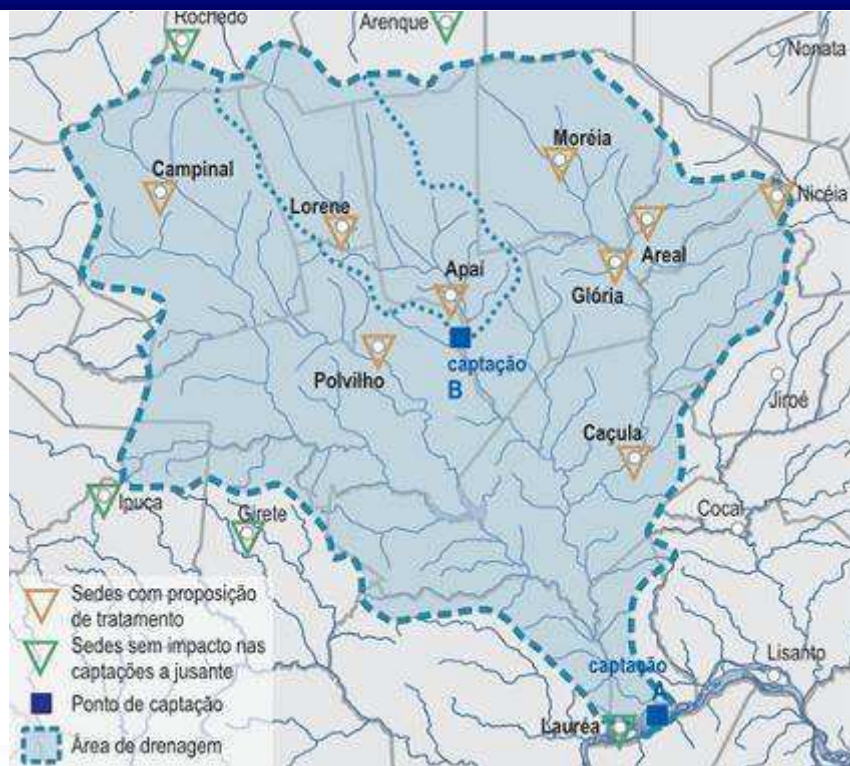 Rochedo
Arenque
Nonata
Moréia
Campinal
Nicéia
Lorene
Areal
Apaí
Glória
captação
B
Polvilho
Jiroé
Caçula
Ipuça
Girete
Cocal
Sedes com proposição
de tratamento
Sedes sem impacto nas
captações a jusante
Ponto de captação
Área de drenagem
captação
A
Lisanto
Lauréa